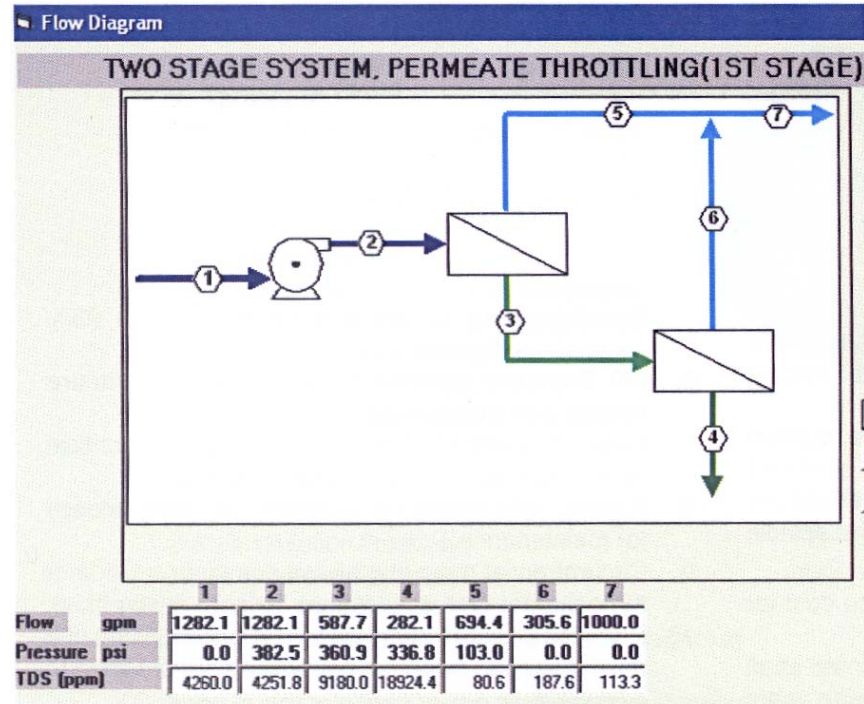 Flow Diagram
TWO STAGE SYSTEM, PERMEATE THROTTLING(1ST STAGE)
5
7
6
2
1
3
4
1 2 3 4 5 6 7
Flow gpm 1282.1 1282.1 587.7 282.1 694.4 305.6 1000.0
Pressure psi 0.0 382.5 360.9 336.8 103.0 0.0 0.0
TDS (ppm) 4260.0 4251.8 9180.0 18924.4 80.6 187.6 113.3